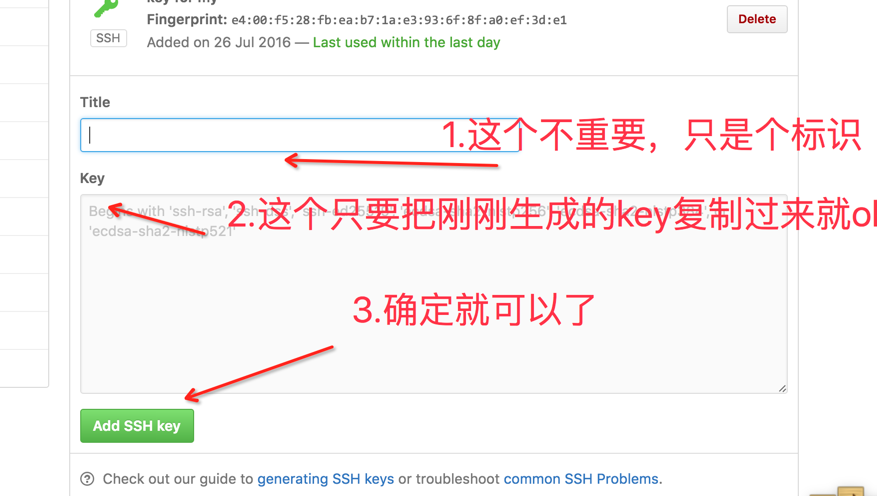 Fingerprint: e4:00:f5:28:fb:ea:b7:1a:e3:93:6f:8f:a0:ef:3d:e1
Delete
SSH
Added on 26 Jul 2016 — Last used within the last day
Title
1.这个不重要，只是个标识
Key
Begins with 'ssh-rsa',
2.这个只要把刚刚生成的key复制过来就ol
'ecdsa-sha2-nistp521'
3.确定就可以了
Add SSH key
Check out our guide to generating SSH keys or troubleshoot common SSH Problems.